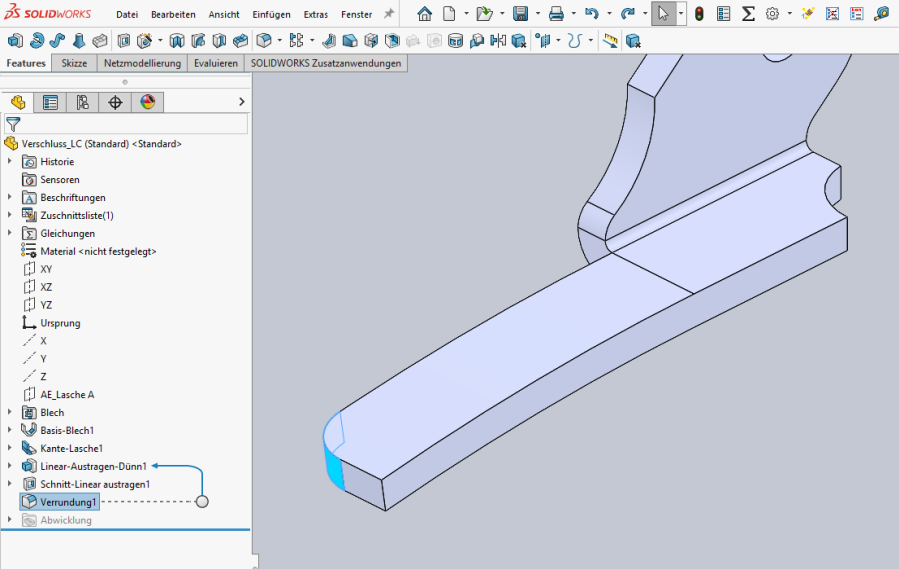 SOLIDWORKS Datei Bearbeiten Ansicht Einfügen Extras Fenster
Features Skizze Netzmodellierung Evaluieren SOLIDWORKS Zusatzanwendungen
Verschluss_LC (Standard) <Standard>
Historie
Sensoren
Beschriftungen
Zuschnittsliste(1)
Gleichungen
Material <nicht festgelegt>
XY
XZ
YZ
Ursprung
X
Y
Z
AE_Lasche A
Blech
Basis-Blech1
Kante-Lasche1
Linear-Austragen-Dünn1
Schnitt-Linear austragen1
Verrundung1
Abwicklung